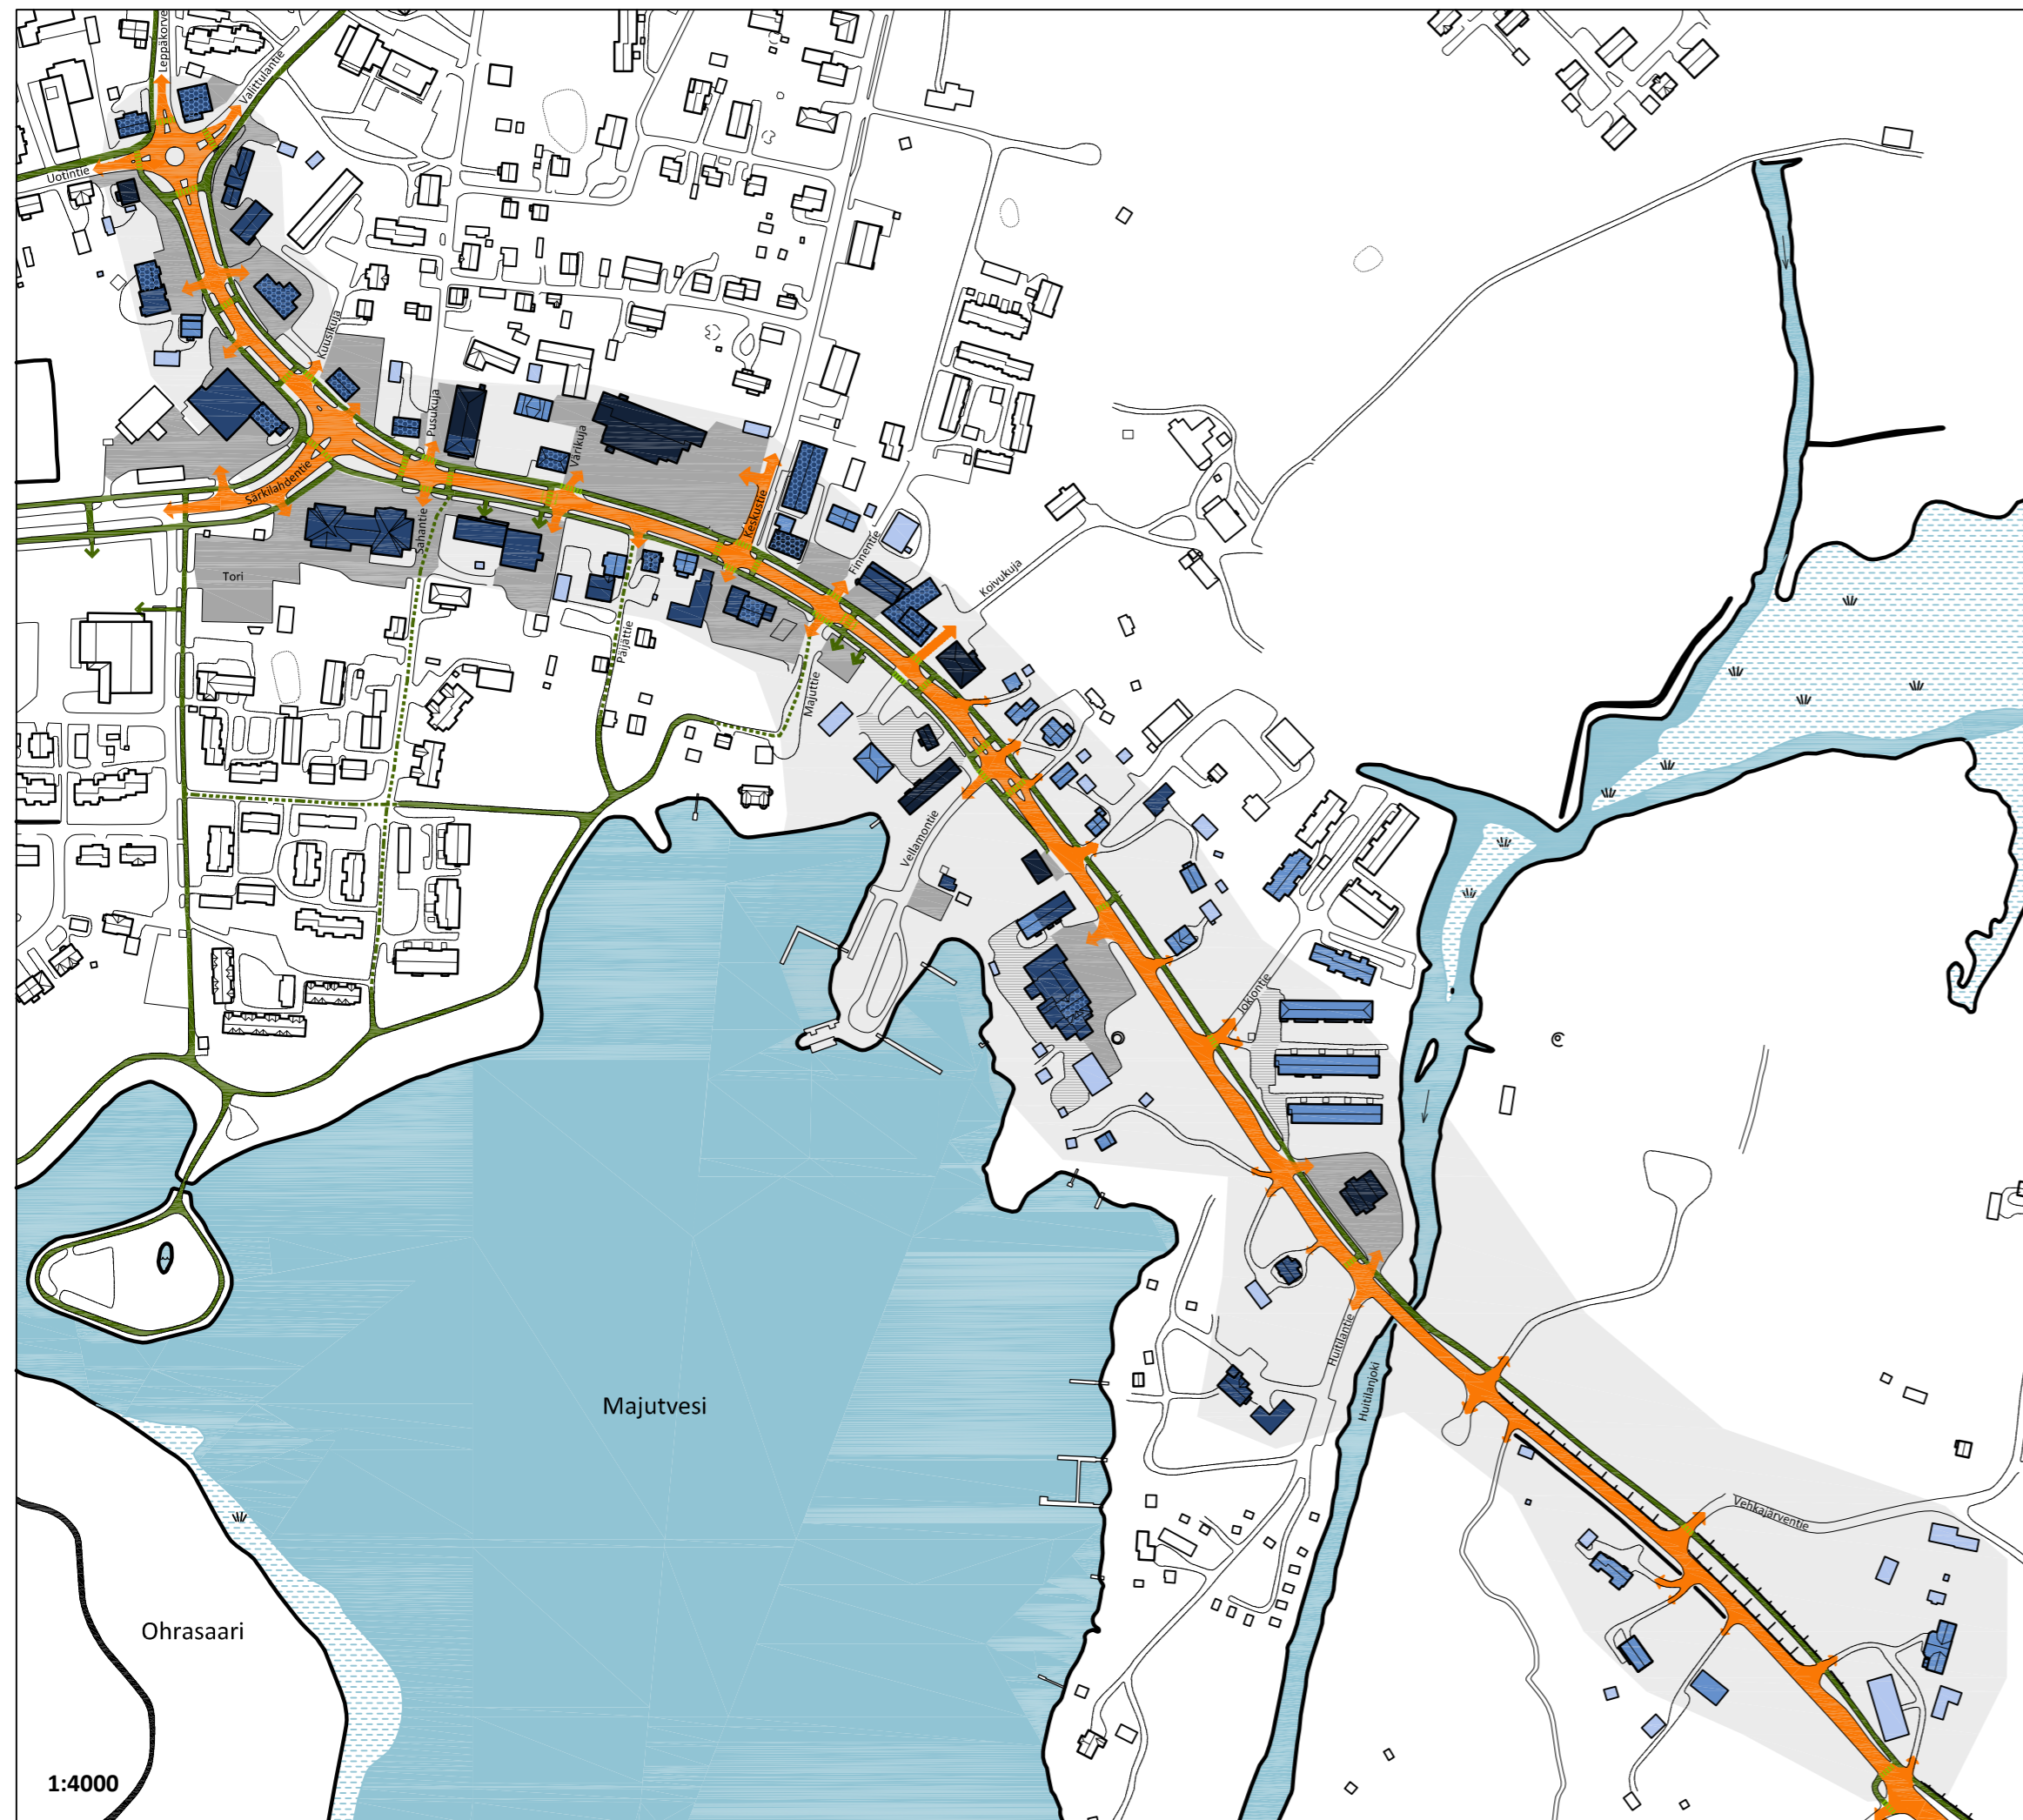 Leppäkorve
Valittulantie
Uotintie
Kuusikuja
Pusukuja
Värikuja
Särkilahdentie
Keskustie
Sahantie
Finnentie
Koivukuja
Tori
Päijättie
Majuttie
Vellamontie
Jokiontie
Huitilantie
Huitilanjoki
Majutvesi
Vehkajärventie
Ohrasaari
1:4000